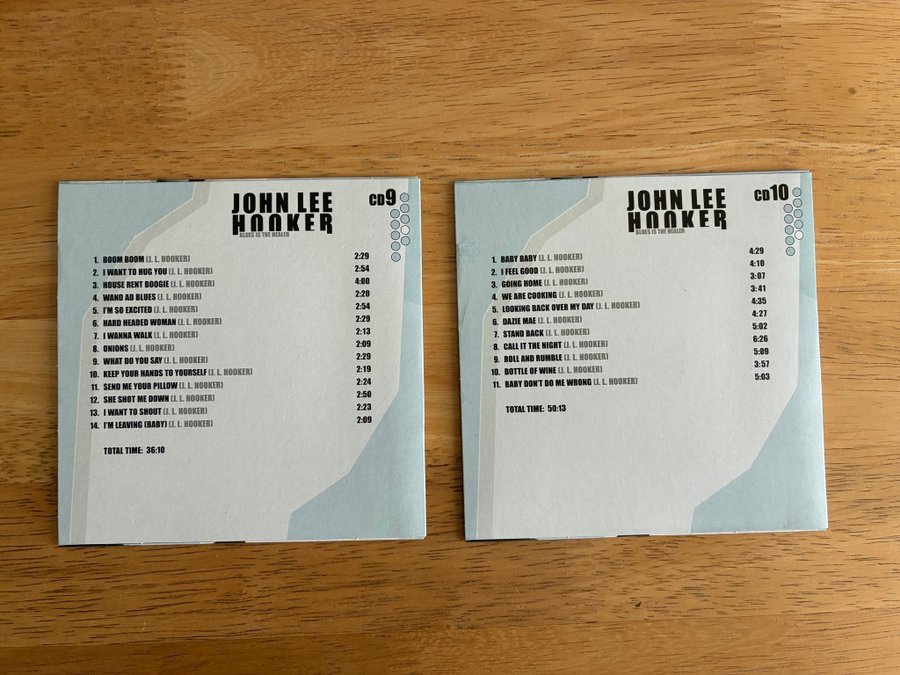 JOHN LEE
HOOKER
BLUES IS THE HEALER
CD9
1. BOOM BOOM (J. L. HOOKER) 2:29
2. I WANT TO HUG YOU (J. L. HOOKER) 2:54
3. HOUSE RENT BOOGIE (J. L. HOOKER) 4:00
4. WAND AD BLUES (J. L. HOOKER) 2:20
5. I'M SO EXCITED (J. L. HOOKER) 2:54
6. HARD HEADED WOMAN (J. L. HOOKER) 2:29
7. I WANNA WALK (J. L. HOOKER) 2:13
8. ONIONS (J. L. HOOKER) 2:09
9. WHAT DO YOU SAY (J. L. HOOKER) 2:29
10. KEEP YOUR HANDS TO YOURSELF (J. L. HOOKER) 2:19
11. SEND ME YOUR PILLOW (J. L. HOOKER) 2:24
12. SHE SHOT ME DOWN (J. L. HOOKER) 2:50
13. I WANT TO SHOUT (J. L. HOOKER) 2:23
14. I'M LEAVING (BABY) (J. L. HOOKER) 2:09
TOTAL TIME: 36:10
JOHN LEE
HOOKER
BLUES IS THE HEALER
CD10
1. BABY BABY (J. L. HOOKER) 4:29
2. I FEEL GOOD (J. L. HOOKER) 4:10
3. GOING HOME (J. L. HOOKER) 3:07
4. WE ARE COOKING (J. L. HOOKER) 3:41
5. LOOKING BACK OVER MY DAY (J. L. HOOKER) 4:35
6. DAZIE MAE (J. L. HOOKER) 4:27
7. STAND BACK (J. L. HOOKER) 5:02
8. CALL IT THE NIGHT (J. L. HOOKER) 6:26
9. ROLL AND RUMBLE (J. L. HOOKER) 5:09
10. BOTTLE OF WINE (J. L. HOOKER) 3:57
11. BABY DON'T DO ME WRONG (J. L. HOOKER) 5:03
TOTAL TIME: 50:13